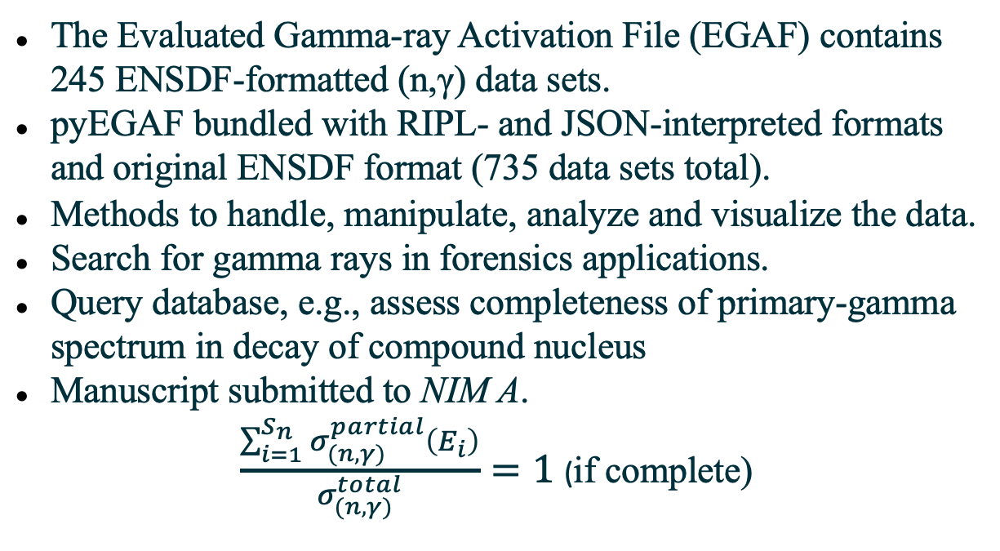 • The Evaluated Gamma-ray Activation File (EGAF) contains
245 ENSDF-formatted (n,γ) data sets.
• pyEGAF bundled with RIPL- and JSON-interpreted formats
and original ENSDF format (735 data sets total).
• Methods to handle, manipulate, analyze and visualize the data.
• Search for gamma rays in forensics applications.
• Query database, e.g., assess completeness of primary-gamma
spectrum in decay of compound nucleus
• Manuscript submitted to NIM A.
\frac{\sum_{i=1}^{S_n} \sigma_{(n,γ)}^{partial}(E_i)}{\sigma_{(n,γ)}^{total}} = 1 (if complete)